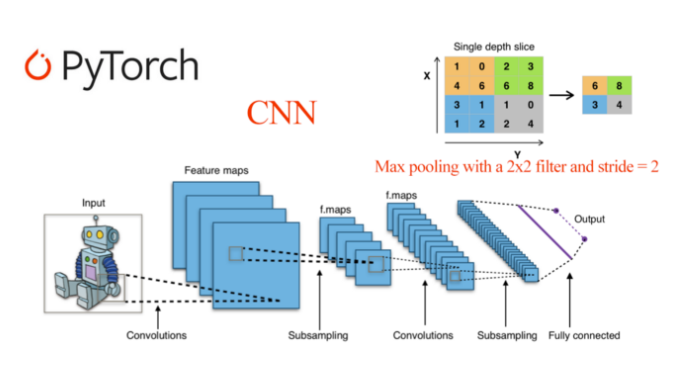 PyTorch
CNN
Single depth slice
X
1 0 2 3
4 6 6 8
3 1 1 0
1 2 2 4
6 8
3 4
Y
Max pooling with a 2x2 filter and stride = 2
Feature maps
Input
f.maps
f.maps
Output
Convolutions
Subsampling
Convolutions
Subsampling
Fully connected